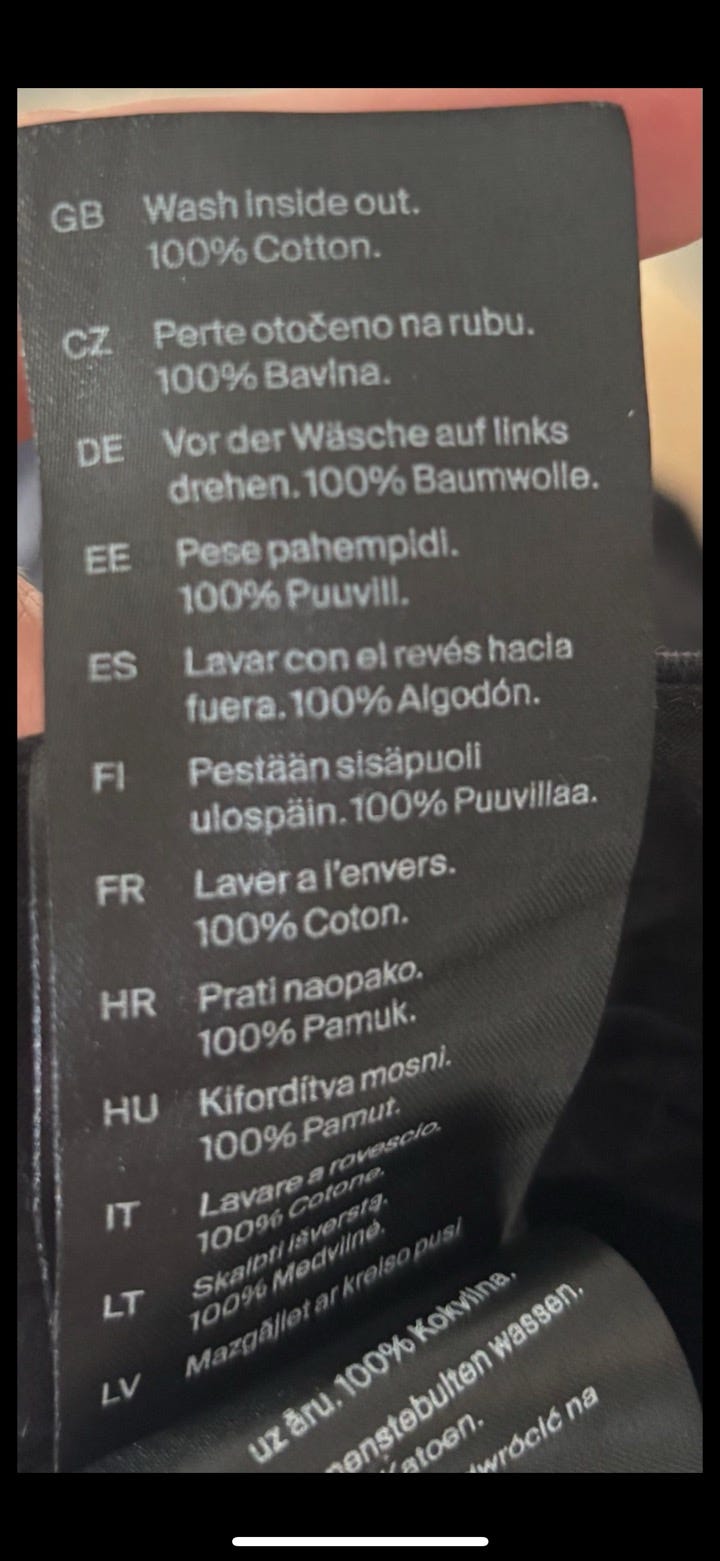 GB Wash inside out.
100% Cotton.
CZ Perte otočeno na rubu.
100% Bavlna.
DE Vor der Wäsche auf links
drehen. 100% Baumwolle.
EE Pese pahempidi.
100% Puuvill.
ES Lavar con el revés hacia
fuera. 100% Algodón.
FI Pestään sisäpuoli
ulospäin. 100% Puuvillaa.
FR Laver a l'envers.
100% Coton.
HR Prati naopako.
100% Pamuk.
HU Kifordítva mosni.
100% Pamut.
IT Lavare a rovescio.
100% Cotone.
LT Skalbti išverstą.
100% Medvilnė.
LV Mazgājiet ar kreiso pusi
uz āru. 100% Kokvilna.
nenstebuiten wassen.
Katoen.
dwrócić na